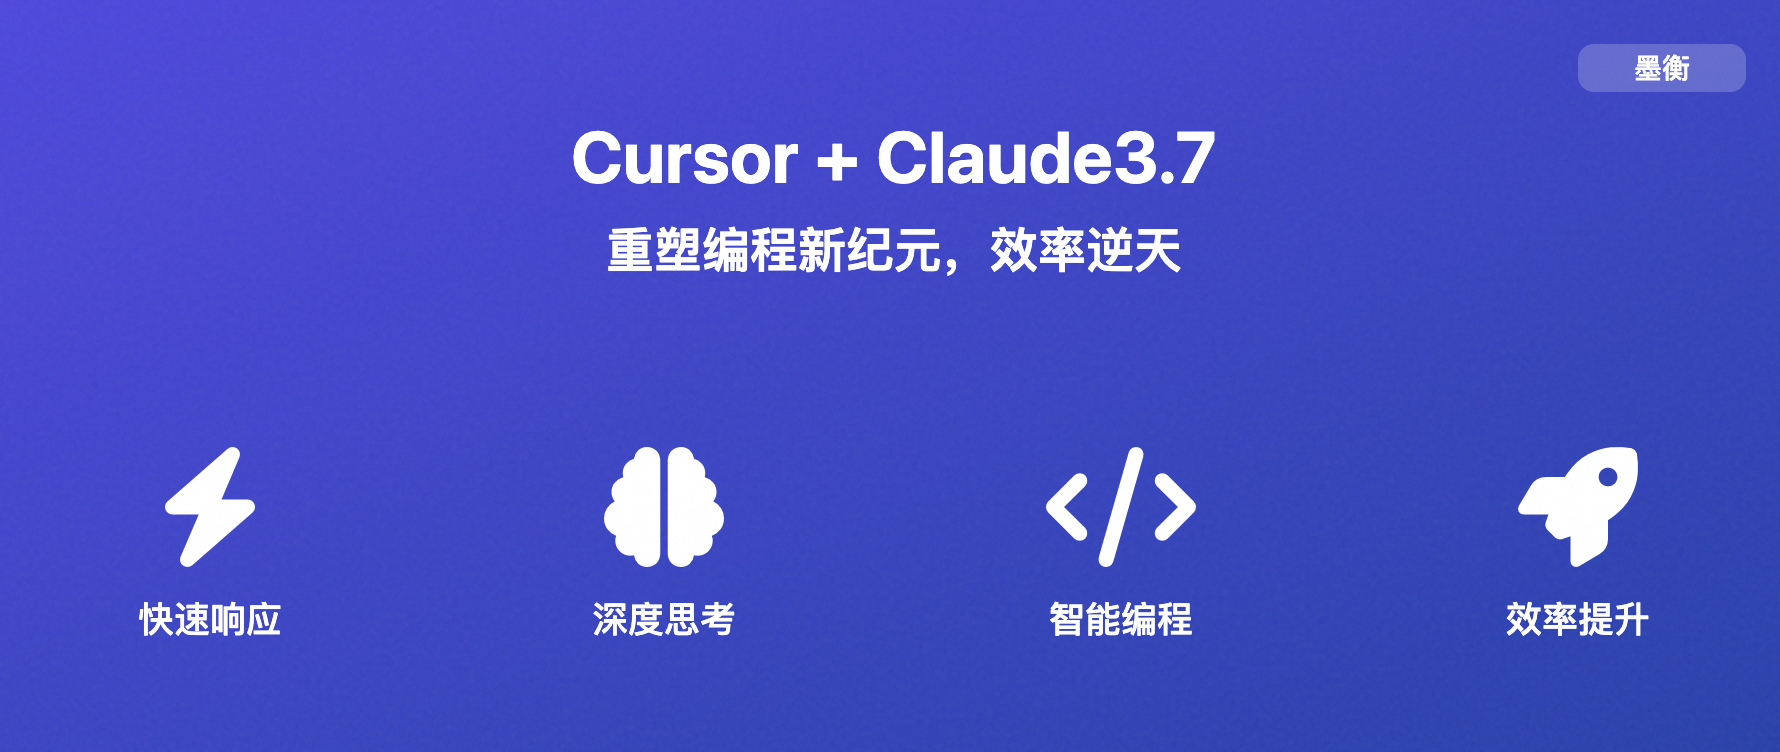 墨衡
Cursor + Claude3.7
重塑编程新纪元，效率逆天
快速响应
深度思考
智能编程
效率提升